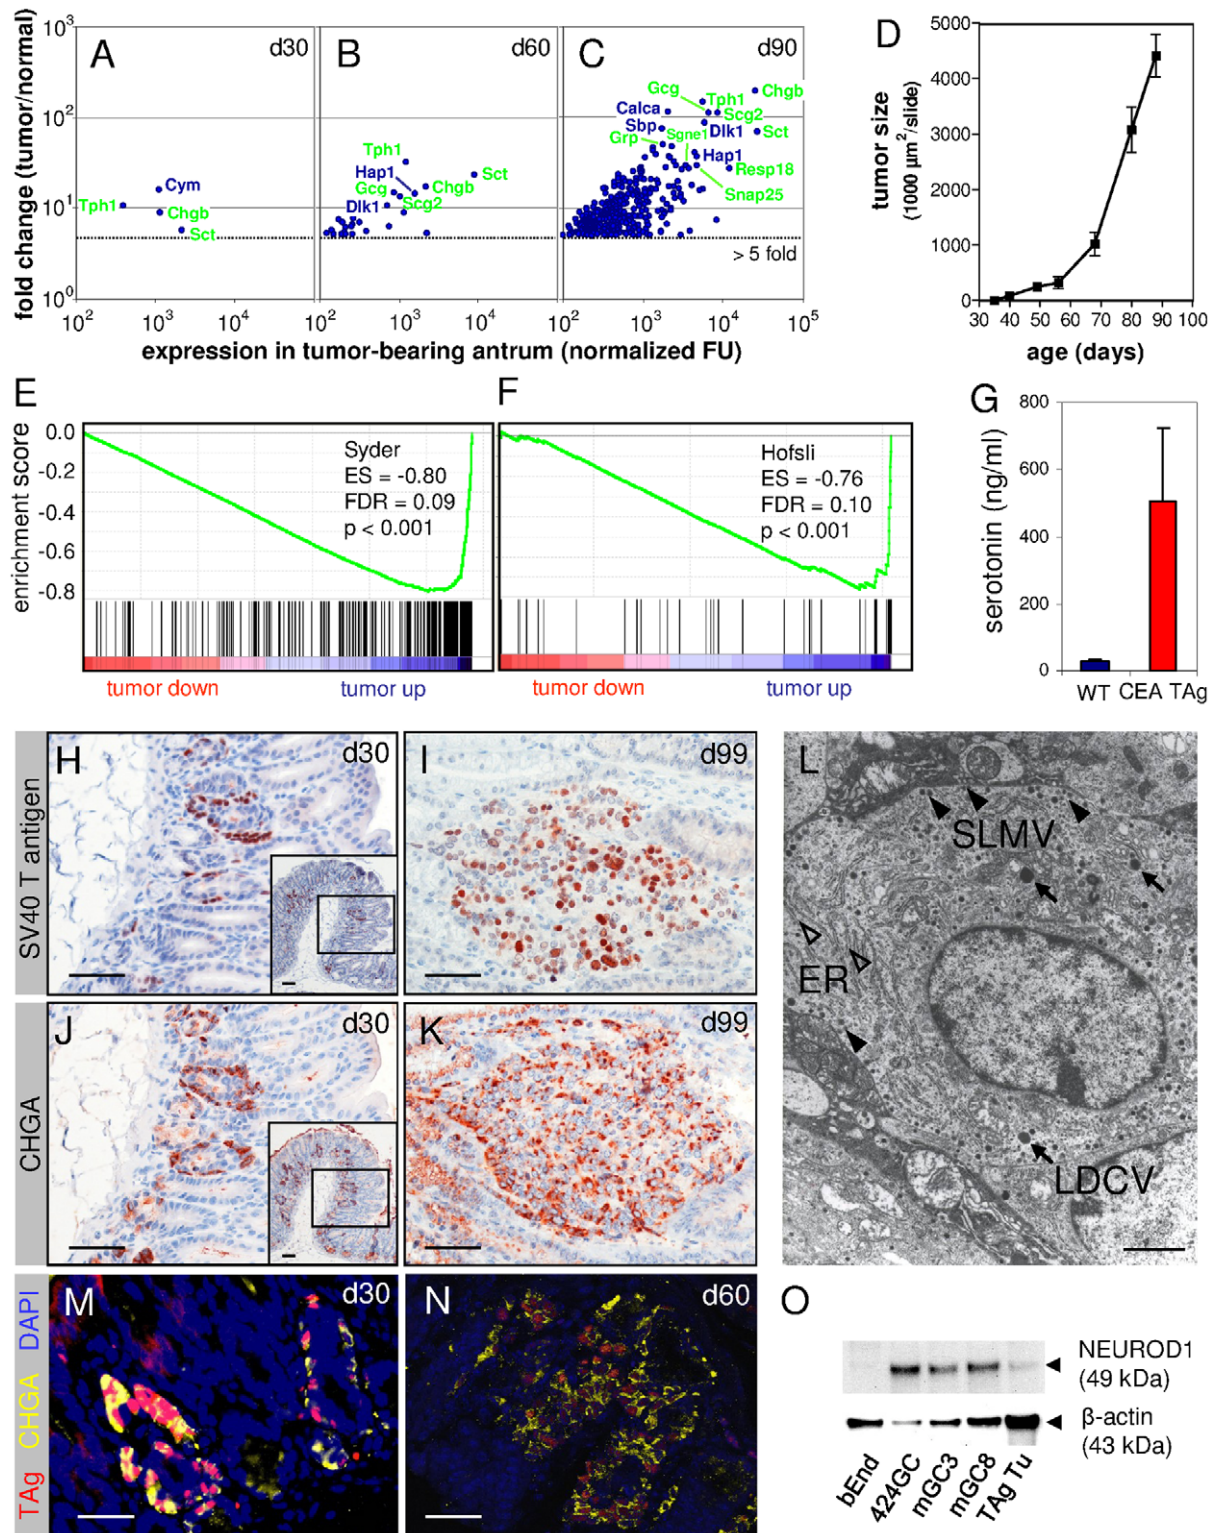 A
d30
B
d60
C
d90
fold change (tumor/normal)
10³
10²
10¹
10⁰
Cym
Tph1
Chgb
Sct
Tph1
Hap1
Gcg
Sct
Chgb
Dlk1
Scg2
Gcg
Tph1
Chgb
Calca
Scg2
Sbp
Sgne1
Dlk1
Sct
Grp
Hap1
Resp18
Snap25
> 5 fold
10² 10³ 10⁴
10² 10³ 10⁴
10² 10³ 10⁴ 10⁵
expression in tumor-bearing antrum (normalized FU)
D
tumor size
(1000 µm²/slide)
5000
4000
3000
2000
1000
0
30 40 50 60 70 80 90 100
age (days)
E
enrichment score
0.0
-0.2
-0.4
-0.6
-0.8
Syder
ES = -0.80
FDR = 0.09
p < 0.001
tumor down
tumor up
F
Hofsli
ES = -0.76
FDR = 0.10
p < 0.001
tumor down
tumor up
G
serotonin (ng/ml)
800
600
400
200
0
WT
CEA TAg
SV40 T antigen
H
d30
I
d99
CHGA
J
d30
K
d99
L
SLMV
ER
LDCV
TAg CHGA DAPI
M
d30
N
d60
O
NEUROD1
(49 kDa)
β-actin
(43 kDa)
bEnd
424GC
mGC3
mGC8
TAg Tu